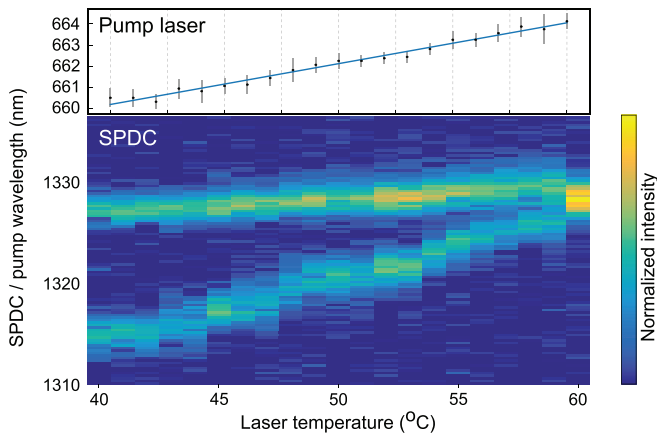 Pump laser
664
663
662
661
660
SPDC
1330
1320
1310
SPDC / pump wavelength (nm)
40
45
50
55
60
Laser temperature (°C)
Normalized intensity